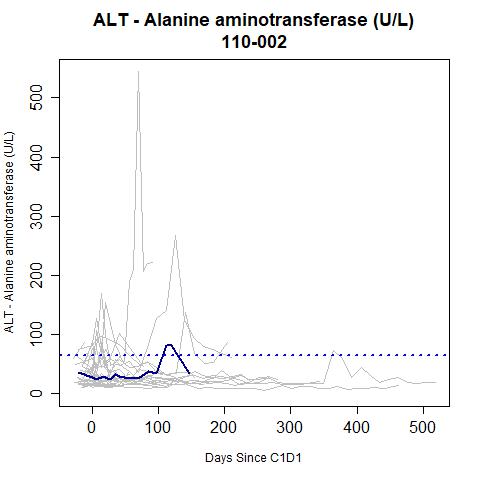 ALT - Alanine aminotransferase (U/L)
110-002
ALT - Alanine aminotransferase (U/L)
500
400
300
200
100
0
0 100 200 300 400 500
Days Since C1D1